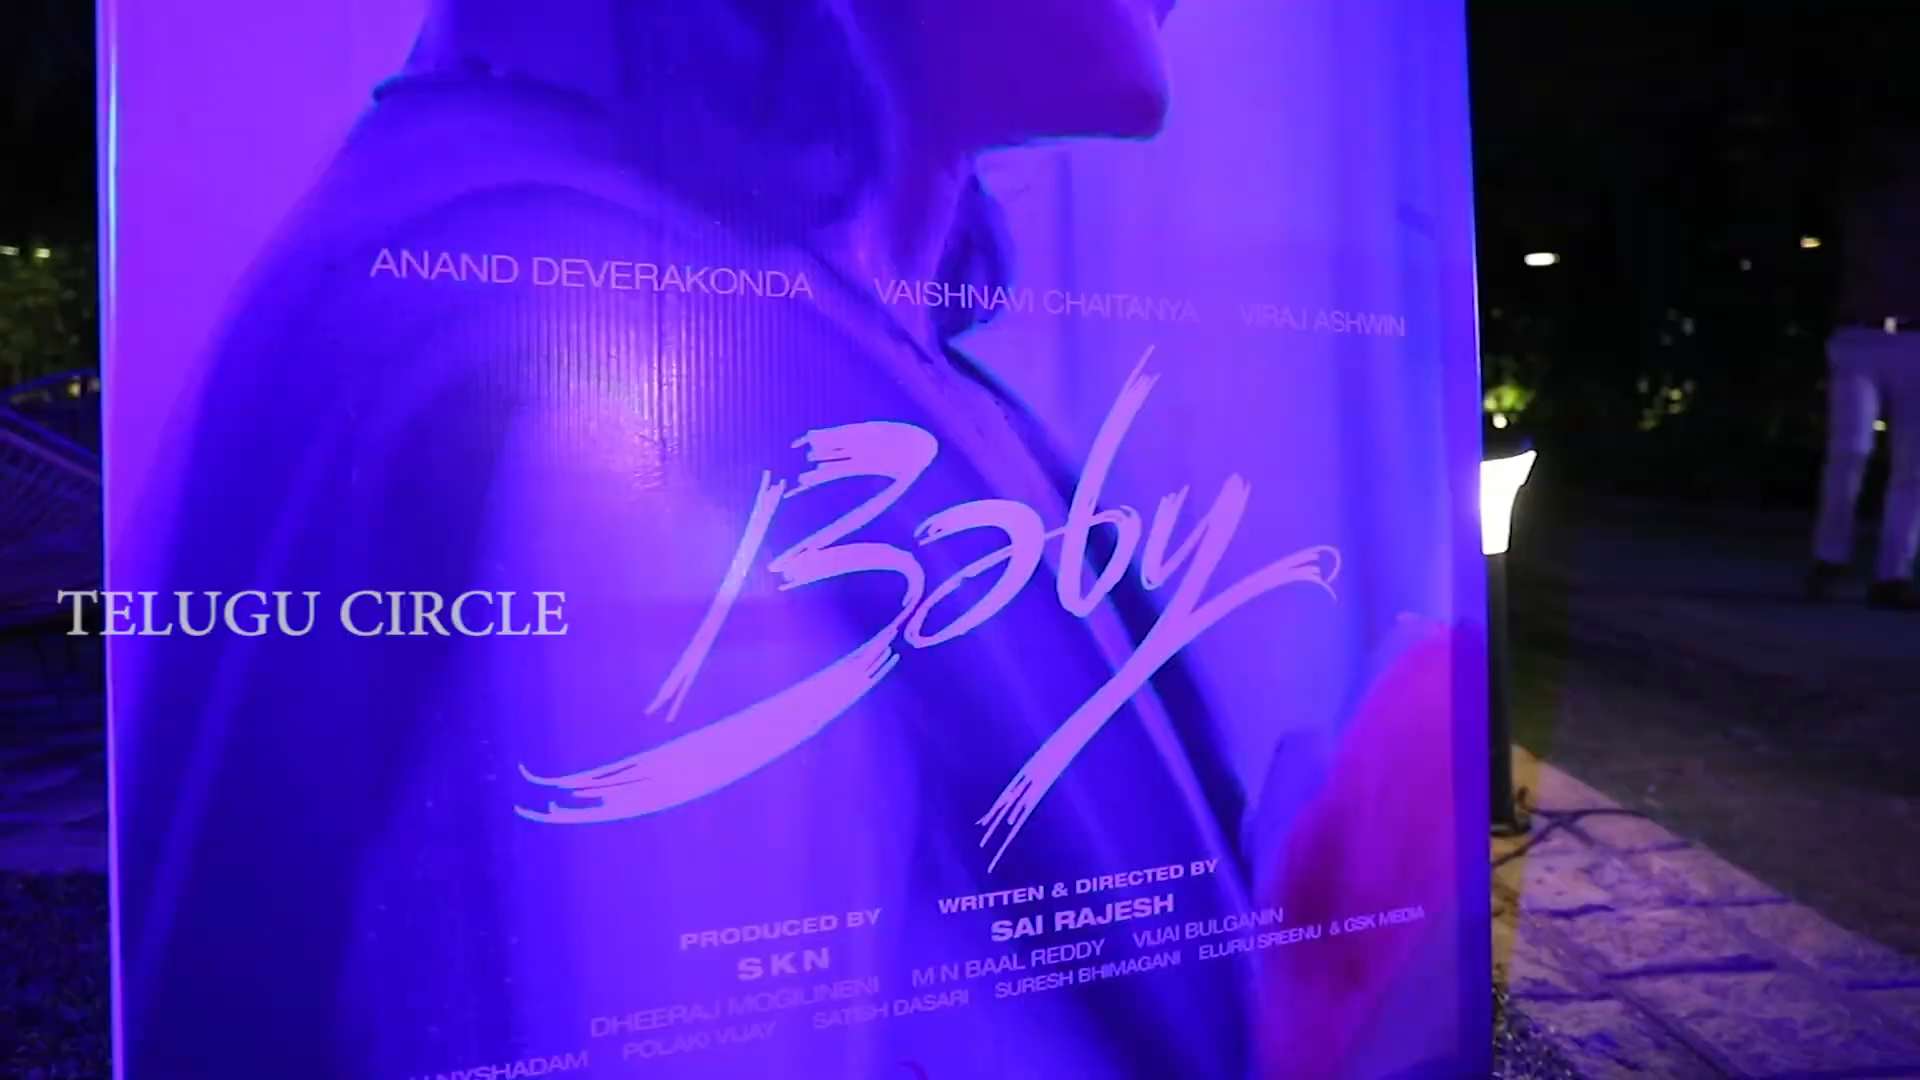 ANAND DEVERAKONDA VAISHNAVI CHAITANYA VIRAJ ASHWIN
Baby
TELUGU CIRCLE
WRITTEN & DIRECTED BY
SAI RAJESH
PRODUCED BY
SKN
M N BAAL REDDY VIJAI BULGANIN
DHEERAJ MOGILINENI
SURESH BHIMAGANI ELURU SREENU & GSK MEDIA
POLAKI VIJAY SATISH DASARI